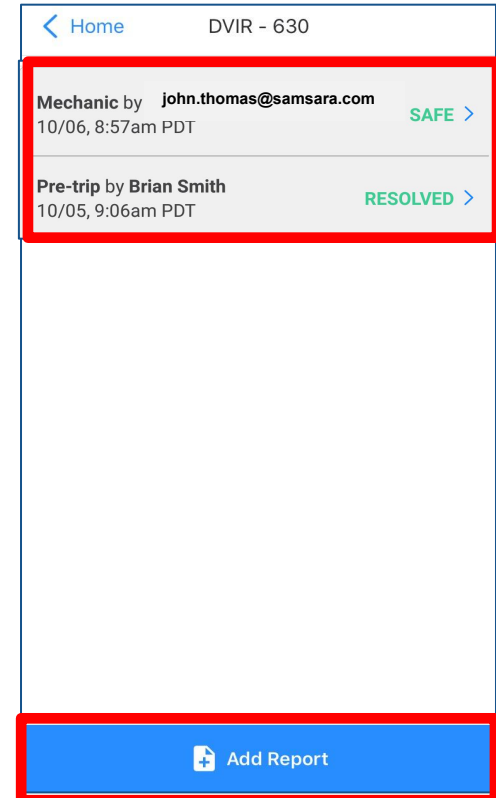 Home
DVIR - 630
Mechanic by john.thomas@samsara.com
10/06, 8:57am PDT
SAFE
Pre-trip by Brian Smith
10/05, 9:06am PDT
RESOLVED
Add Report